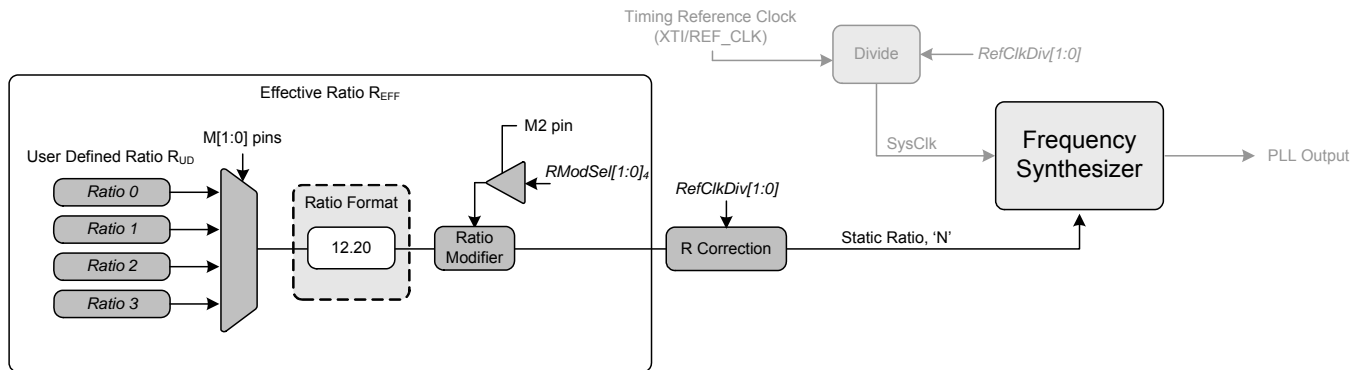 Timing Reference Clock
(XTI/REF_CLK)
Divide
RefClkDiv[1:0]
Effective Ratio REFF
M[1:0] pins
M2 pin
User Defined Ratio RUD
RModSel[1:0]4
Ratio 0
Ratio 1
Ratio 2
Ratio 3
Ratio Format
12.20
Ratio
Modifier
RefClkDiv[1:0]
R Correction
Static Ratio, 'N'
SysClk
Frequency
Synthesizer
PLL Output